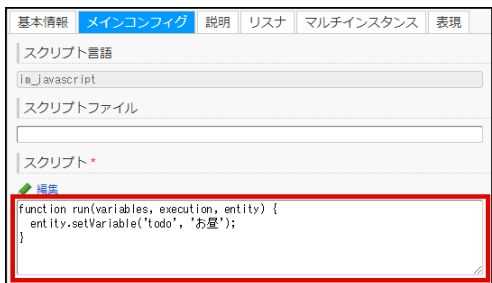 基本情報 メインコンフィグ 説明 リスナ マルチインスタンス 表現
スクリプト言語
im_javascript
スクリプトファイル
スクリプト *
編集
function run(variables, execution, entity) {
  entity.setVariable('todo', 'お昼');
}